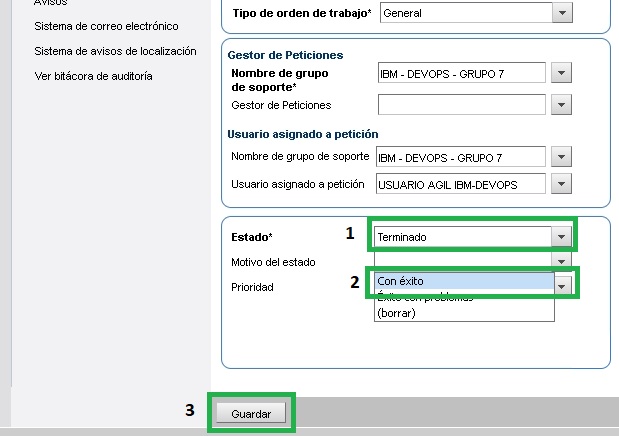 Avisos
Sistema de correo electrónico
Sistema de avisos de localización
Ver bitácora de auditoría
Tipo de orden de trabajo* General
Gestor de Peticiones
Nombre de grupo
de soporte* IBM - DEVOPS - GRUPO 7
Gestor de Peticiones
Usuario asignado a petición
Nombre de grupo de soporte IBM - DEVOPS - GRUPO 7
Usuario asignado a petición USUARIO AGIL IBM-DEVOPS
Estado* 1 Terminado
Motivo del estado
Prioridad 2 Con éxito
Éxito con problemas
(borrar)
3 Guardar